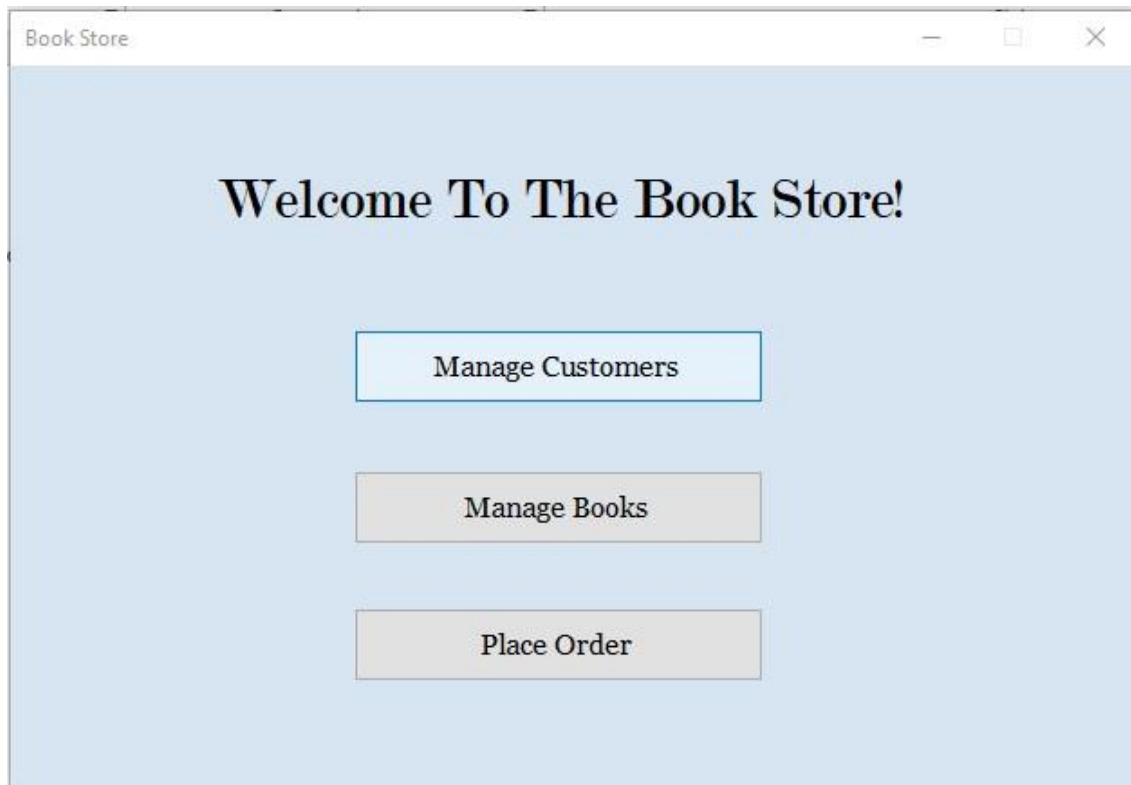 Book Store
Welcome To The Book Store!
Manage Customers
Manage Books
Place Order